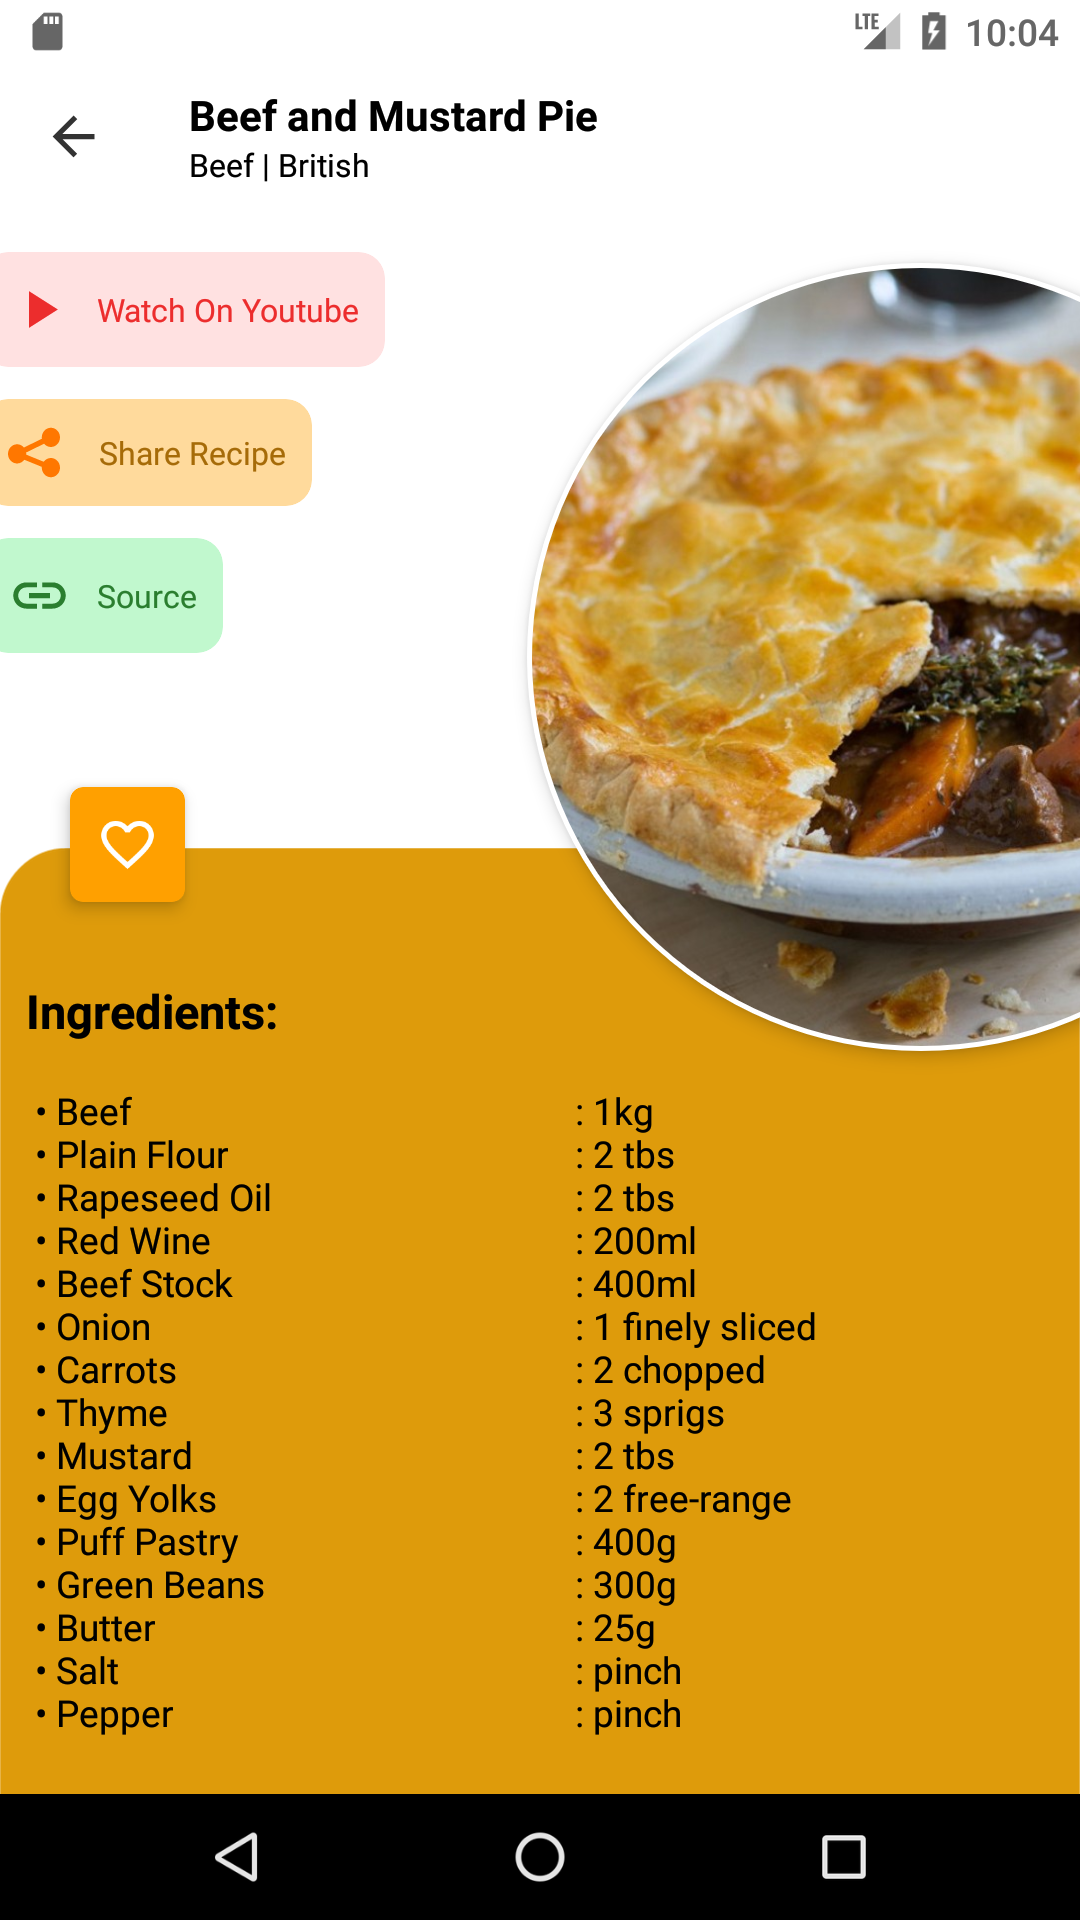 LTE 10:04
Beef and Mustard Pie
Beef | British
Watch On Youtube
Share Recipe
Source
Ingredients:
• Beef : 1kg
• Plain Flour : 2 tbs
• Rapeseed Oil : 2 tbs
• Red Wine : 200ml
• Beef Stock : 400ml
• Onion : 1 finely sliced
• Carrots : 2 chopped
• Thyme : 3 sprigs
• Mustard : 2 tbs
• Egg Yolks : 2 free-range
• Puff Pastry : 400g
• Green Beans : 300g
• Butter : 25g
• Salt : pinch
• Pepper : pinch